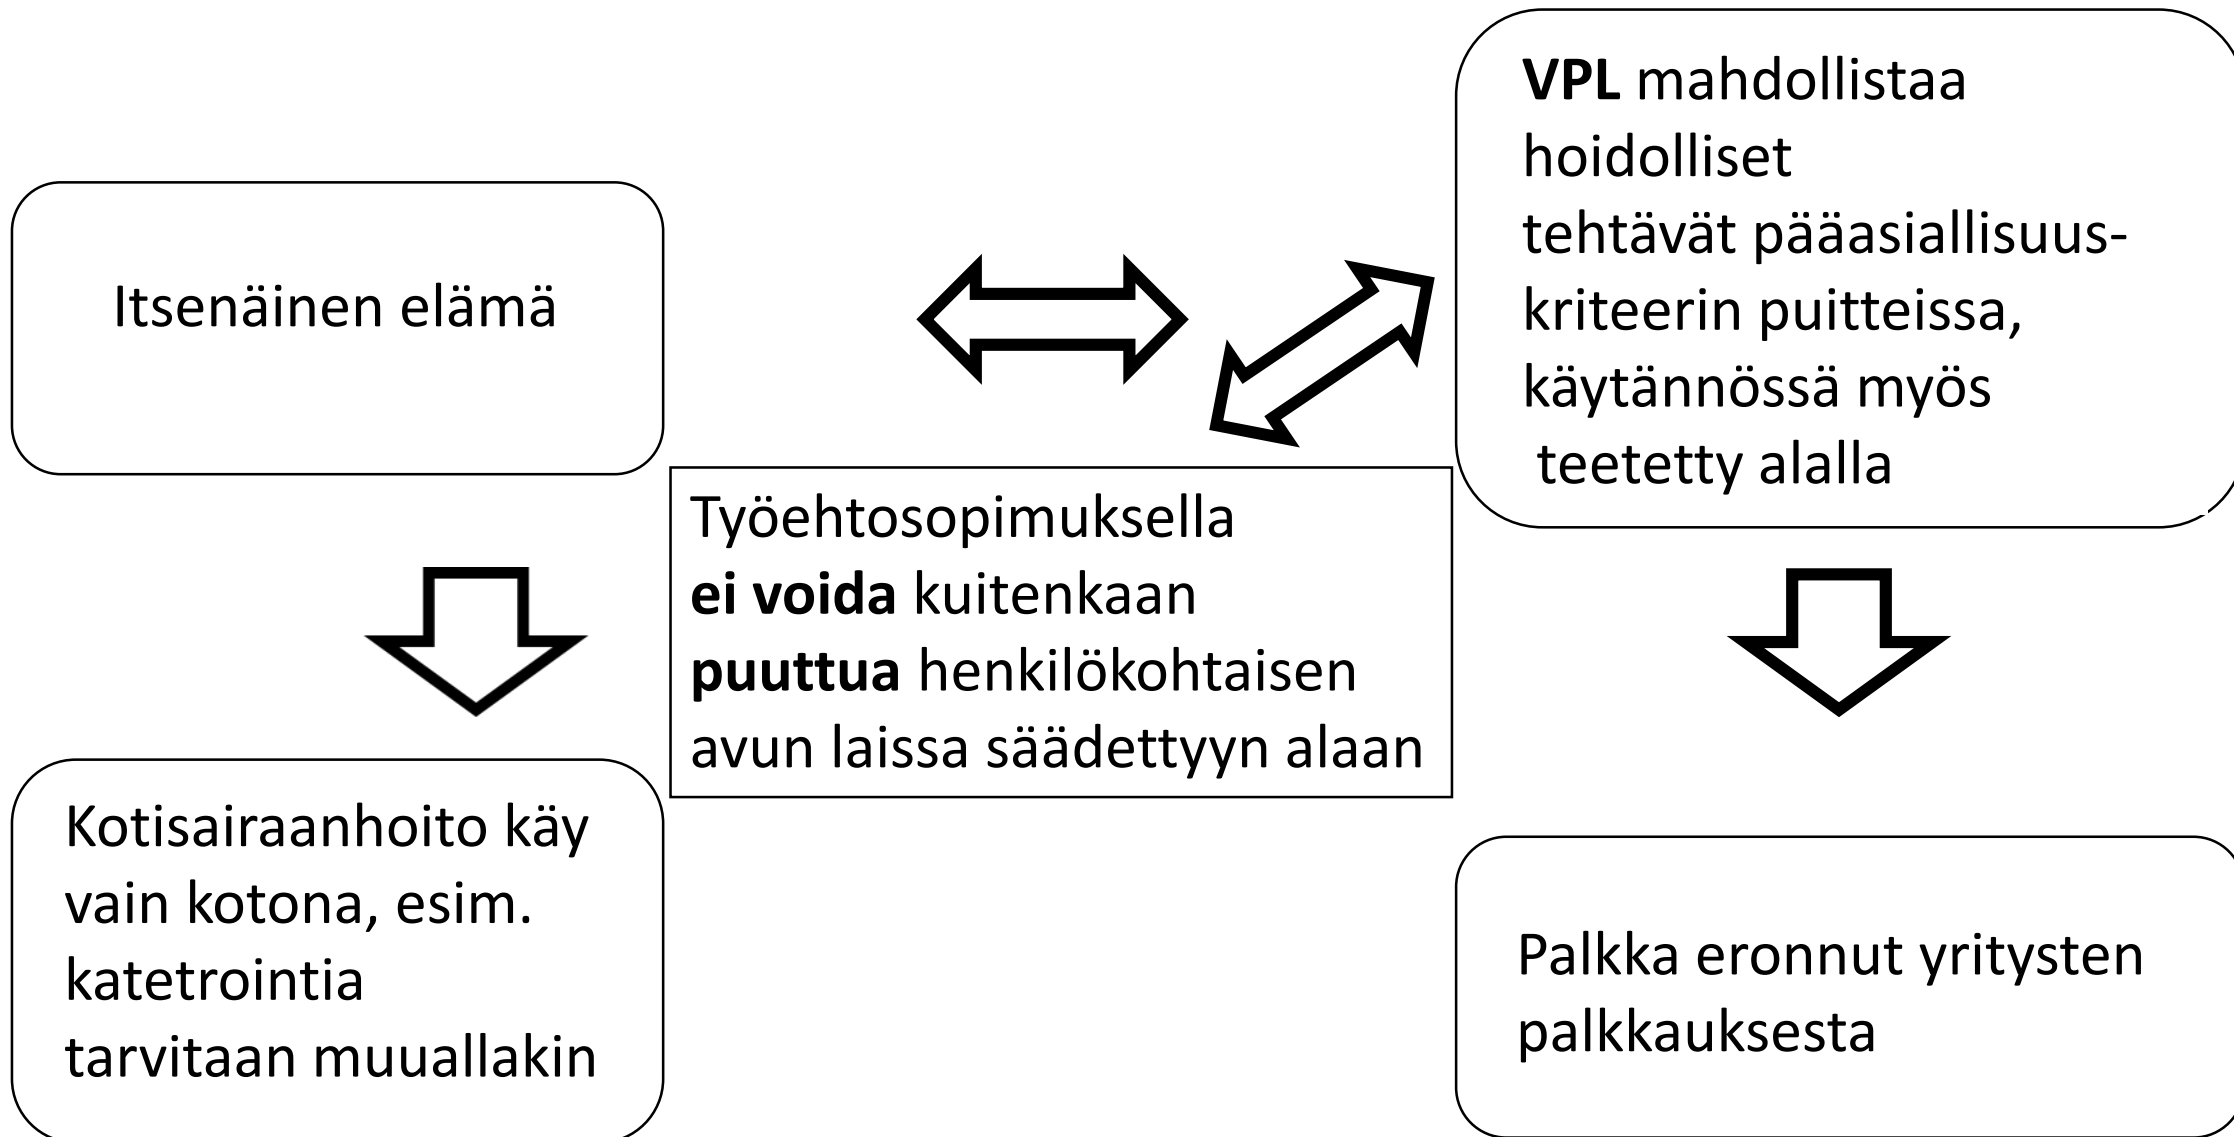 Itsenäinen elämä
VPL mahdollistaa
hoidolliset
tehtävät pääasiallisuus-
kriteerin puitteissa,
käytännössä myös
teetetty alalla
Työehtosopimuksella
ei voida kuitenkaan
puuttua henkilökohtaisen
avun laissa säädettyyn alaan
Kotisairaanhoito käy
vain kotona, esim.
katetrointia
tarvitaan muuallakin
Palkka eronnut yritysten
palkkauksesta